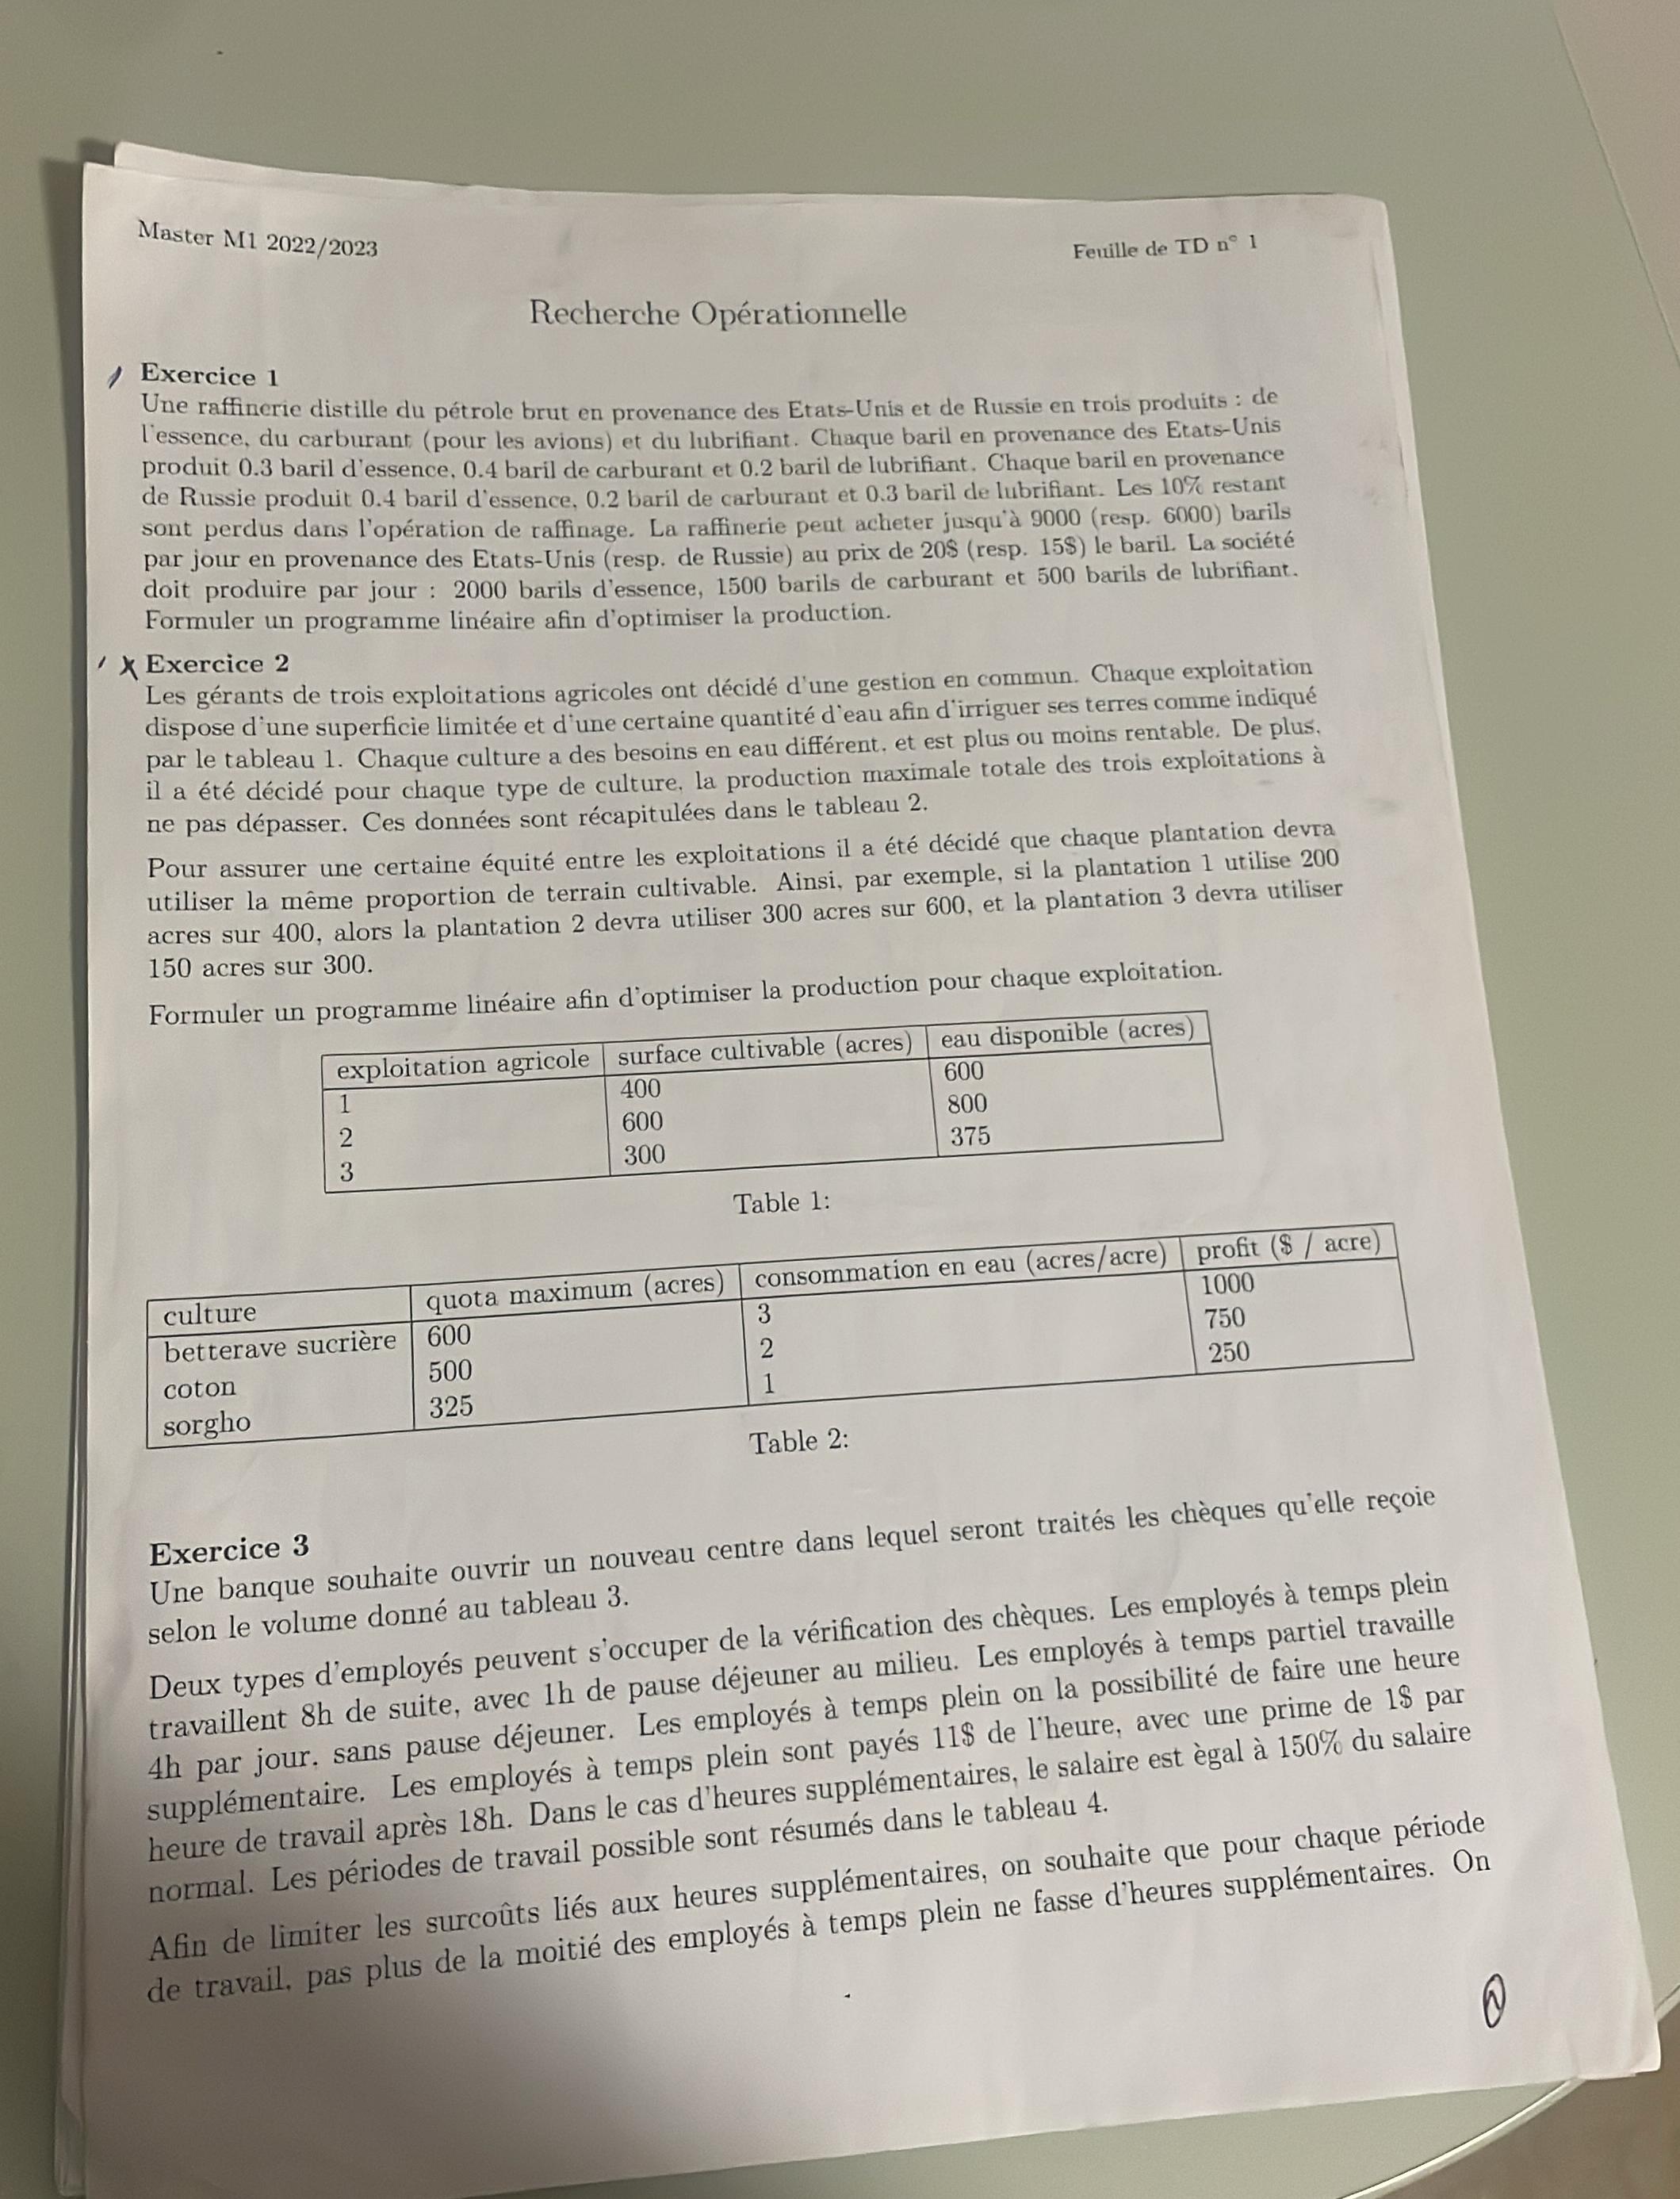 Master M1 2022/2023
Feuille de TD n° 1
Recherche Opérationnelle
Exercice 1
Une raffinerie distille du pétrole brut en provenance des Etats-Unis et de Russie en trois produits : de
l'essence, du carburant (pour les avions) et du lubrifiant. Chaque baril en provenance des Etats-Unis
produit 0.3 baril d'essence, 0.4 baril de carburant et 0.2 baril de lubrifiant. Chaque baril en provenance
de Russie produit 0.4 baril d'essence, 0.2 baril de carburant et 0.3 baril de lubrifiant. Les 10% restant
sont perdus dans l'opération de raffinage. La raffinerie peut acheter jusqu'à 9000 (resp. 6000) barils
par jour en provenance des Etats-Unis (resp. de Russie) au prix de 20$ (resp. 15$) le baril. La société
doit produire par jour : 2000 barils d'essence, 1500 barils de carburant et 500 barils de lubrifiant.
Formuler un programme linéaire afin d'optimiser la production.
Exercice 2
Les gérants de trois exploitations agricoles ont décidé d'une gestion en commun. Chaque exploitation
dispose d'une superficie limitée et d'une certaine quantité d'eau afin d'irriguer ses terres comme indiqué
par le tableau 1. Chaque culture a des besoins en eau différent, et est plus ou moins rentable. De plus,
il a été décidé pour chaque type de culture, la production maximale totale des trois exploitations à
ne pas dépasser. Ces données sont récapitulées dans le tableau 2.
Pour assurer une certaine équité entre les exploitations il a été décidé que chaque plantation devra
utiliser la même proportion de terrain cultivable. Ainsi, par exemple, si la plantation 1 utilise 200
acres sur 400, alors la plantation 2 devra utiliser 300 acres sur 600, et la plantation 3 devra utiliser
150 acres sur 300.
Formuler un programme linéaire afin d'optimiser la production pour chaque exploitation.
exploitation agricole surface cultivable (acres) eau disponible (acres)
1 400 600
2 600 800
3 300 375
Table 1:
culture quota maximum (acres) consommation en eau (acres/acre) profit ($ / acre)
betterave sucrière 600 3 1000
coton 500 2 750
sorgho 325 1 250
Table 2:
Exercice 3
Une banque souhaite ouvrir un nouveau centre dans lequel seront traités les chèques qu'elle reçoie
selon le volume donné au tableau 3.
Deux types d'employés peuvent s'occuper de la vérification des chèques. Les employés à temps plein
travaillent 8h de suite, avec 1h de pause déjeuner au milieu. Les employés à temps partiel travaille
4h par jour, sans pause déjeuner. Les employés à temps plein on la possibilité de faire une heure
supplémentaire. Les employés à temps plein sont payés 11$ de l'heure, avec une prime de 1$ par
heure de travail après 18h. Dans le cas d'heures supplémentaires, le salaire est ègal à 150% du salaire
normal. Les périodes de travail possible sont résumés dans le tableau 4.
Afin de limiter les surcoûts liés aux heures supplémentaires, on souhaite que pour chaque période
de travail, pas plus de la moitié des employés à temps plein ne fasse d'heures supplémentaires. On